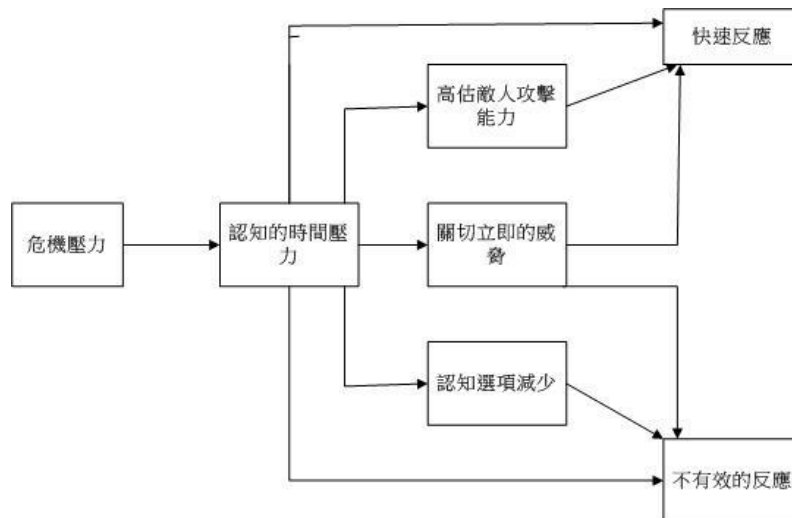 快速反應
高估敵人攻擊
能力
危機壓力
認知的時間壓
力
關切立即的威
脅
認知選項減少
不有效的反應